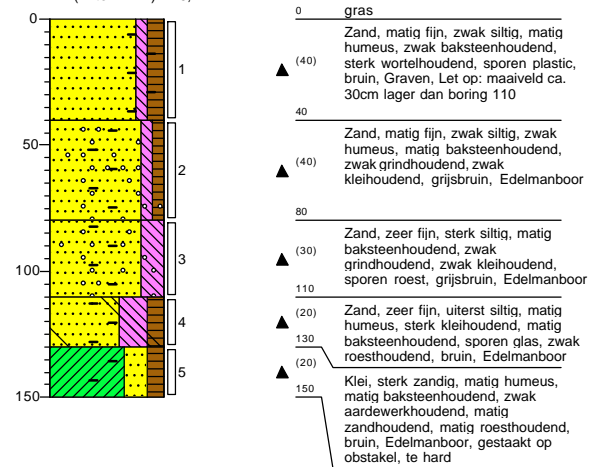 0
50
100
150
1
2
3
4
5
0 gras
(40)
Zand, matig fijn, zwak siltig, matig
humeus, zwak baksteenhoudend,
sterk wortelhoudend, sporen plastic,
bruin, Graven, Let op: maaiveld ca.
30cm lager dan boring 110
40
(40)
Zand, matig fijn, zwak siltig, zwak
humeus, matig baksteenhoudend,
zwak grindhoudend, zwak
kleihoudend, grijsbruin, Edelmanboor
80
(30)
Zand, zeer fijn, sterk siltig, matig
baksteenhoudend, zwak
grindhoudend, zwak kleihoudend,
sporen roest, grijsbruin, Edelmanboor
110
(20)
Zand, zeer fijn, uiterst siltig, matig
humeus, sterk kleihoudend, matig
baksteenhoudend, sporen glas, zwak
roesthoudend, bruin, Edelmanboor
130
(20)
Klei, sterk zandig, matig humeus,
matig baksteenhoudend, zwak
aardewerkhoudend, matig
zandhoudend, matig roesthoudend,
bruin, Edelmanboor, gestaakt op
obstakel, te hard
150